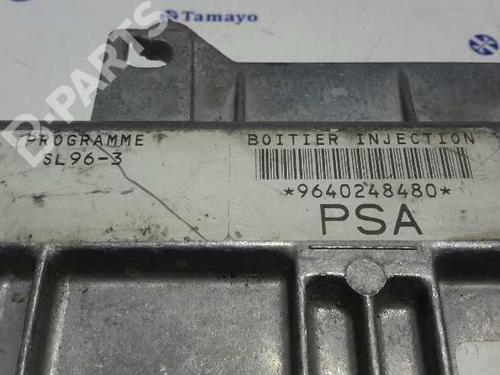 Tamayo
B-PARTS
PROGRAMME
SL96-3
BOITIER INJECTION
*9640248480*
PSA